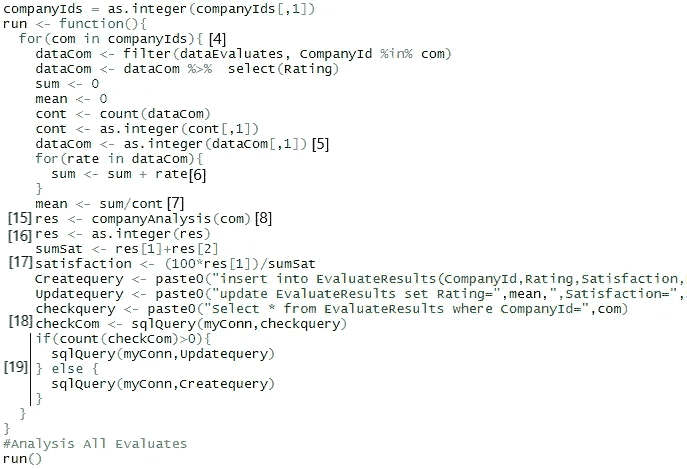 companyIds = as.integer(companyIds[,1])
run <- function(){
for(com in companyIds){ [4]
dataCom <- filter(dataEvaluates, CompanyId %in% com)
dataCom <- dataCom %>% select(Rating)
sum <- 0
mean <- 0
cont <- count(dataCom)
cont <- as.integer(cont[,1])
dataCom <- as.integer(dataCom[,1]) [5]
for(rate in dataCom){
sum <- sum + rate[6]
}
mean <- sum/cont [7]
[15] res <- companyAnalysis(com) [8]
[16] res <- as.integer(res)
sumSat <- res[1]+res[2]
[17] satisfaction <- (100*res[1])/sumSat
Createquery <- paste0("insert into EvaluateResults(CompanyId,Rating,Satisfaction,
Updatequery <- paste0("update EvaluateResults set Rating=",mean,",Satisfaction=",
checkquery <- paste0("Select * from EvaluateResults where CompanyId=",com)
[18] checkCom <- sqlQuery(myConn,checkquery)
if(count(checkCom)>0){
sqlQuery(myConn,Updatequery)
[19] } else {
sqlQuery(myConn,Createquery)
}
}
}
#Analysis All Evaluates
run()